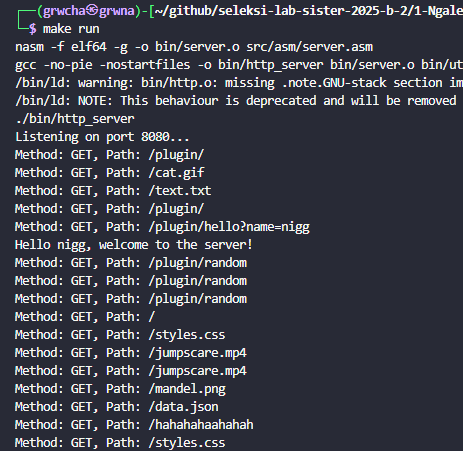 (grwcha㉿grwna)-[~/github/seleksi-lab-sister-2025-b-2/1-Ngale
$ make run
nasm -f elf64 -g -o bin/server.o src/asm/server.asm
gcc -no-pie -nostartfiles -o bin/http_server bin/server.o bin/ut
/bin/ld: warning: bin/http.o: missing .note.GNU-stack section im
/bin/ld: NOTE: This behaviour is deprecated and will be removed
./bin/http_server
Listening on port 8080...
Method: GET, Path: /plugin/
Method: GET, Path: /cat.gif
Method: GET, Path: /text.txt
Method: GET, Path: /plugin/
Method: GET, Path: /plugin/hello?name=nigg
Hello nigg, welcome to the server!
Method: GET, Path: /plugin/random
Method: GET, Path: /plugin/random
Method: GET, Path: /plugin/random
Method: GET, Path: /
Method: GET, Path: /styles.css
Method: GET, Path: /jumpscare.mp4
Method: GET, Path: /jumpscare.mp4
Method: GET, Path: /mandel.png
Method: GET, Path: /data.json
Method: GET, Path: /hahahahaahahah
Method: GET, Path: /styles.css